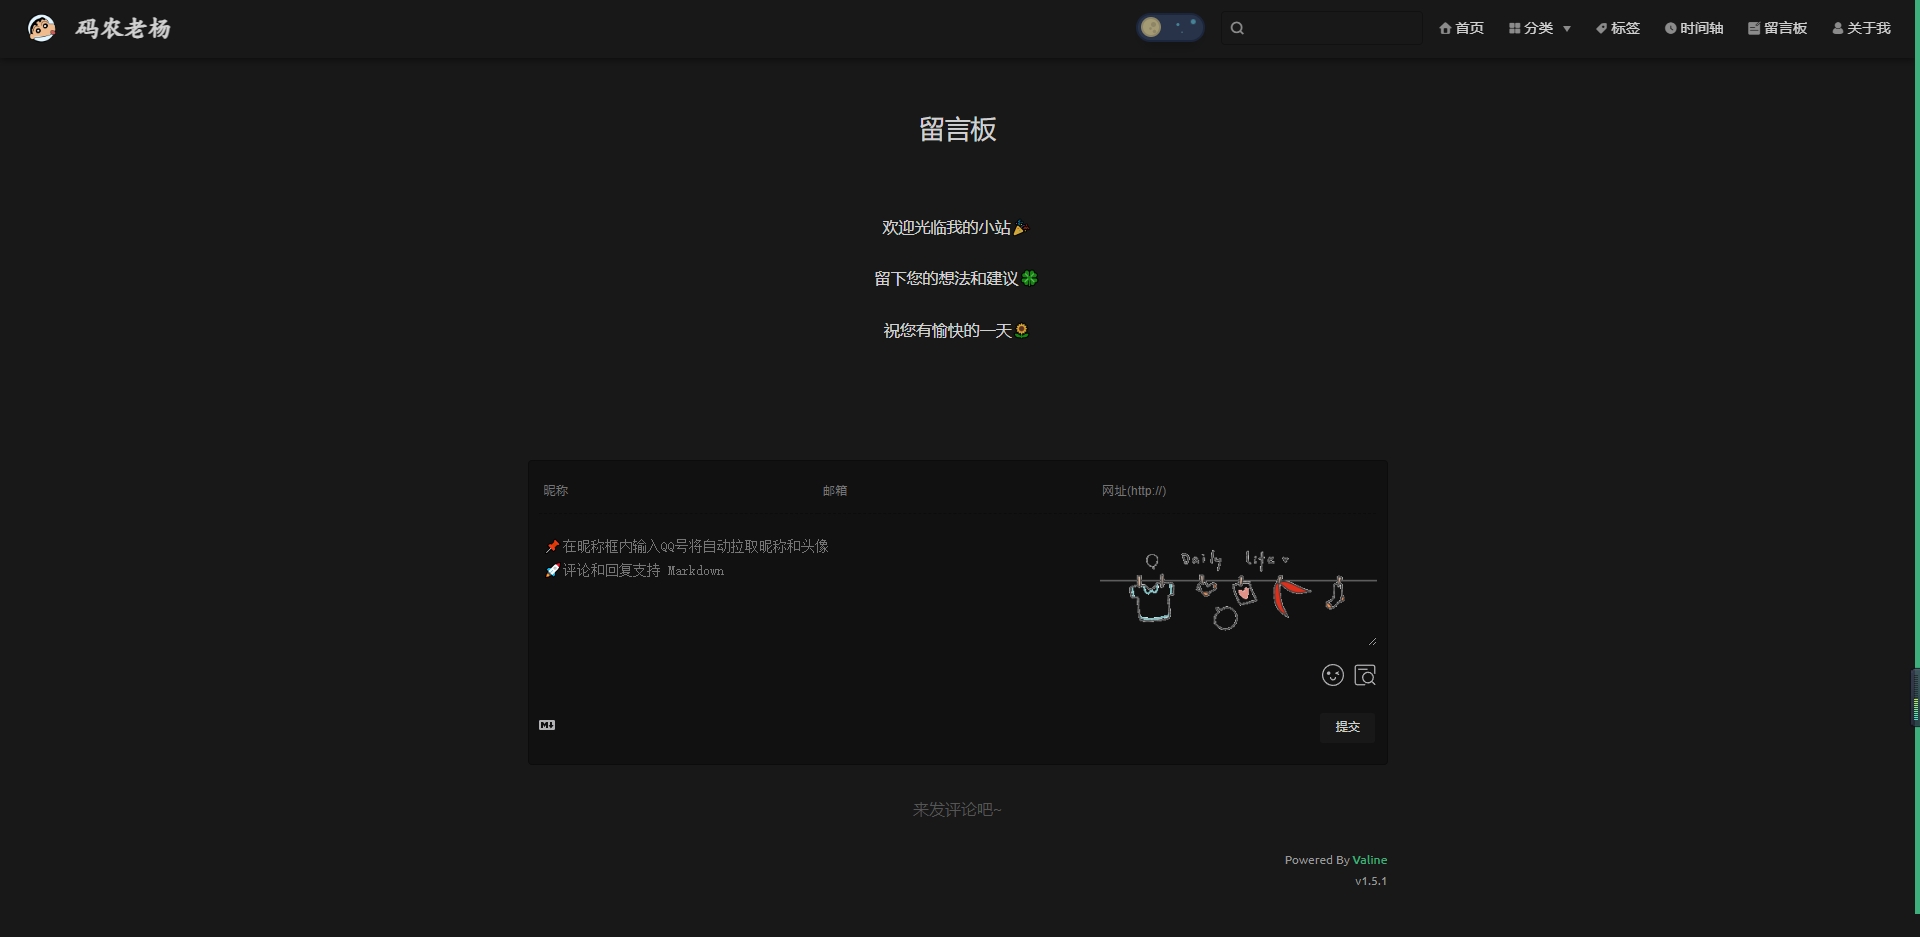 码农老杨
首页
分类
标签
时间轴
留言板
关于我
留言板
欢迎光临我的小站🎉
留下您的想法和建议🍀
祝您有愉快的一天🌻
昵称
邮箱
网址(http://)
📌在昵称框内输入QQ号将自动拉取昵称和头像
🚀评论和回复支持 Markdown
Daily life
M↓
提交
来发评论吧~
Powered By Valine
v1.5.1